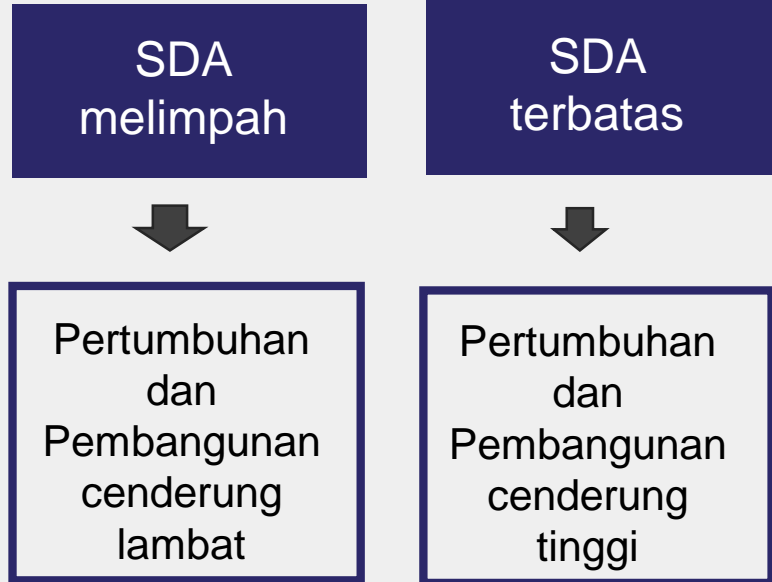 SDA
melimpah
Pertumbuhan
dan
Pembangunan
cenderung
lambat
SDA
terbatas
Pertumbuhan
dan
Pembangunan
cenderung
tinggi